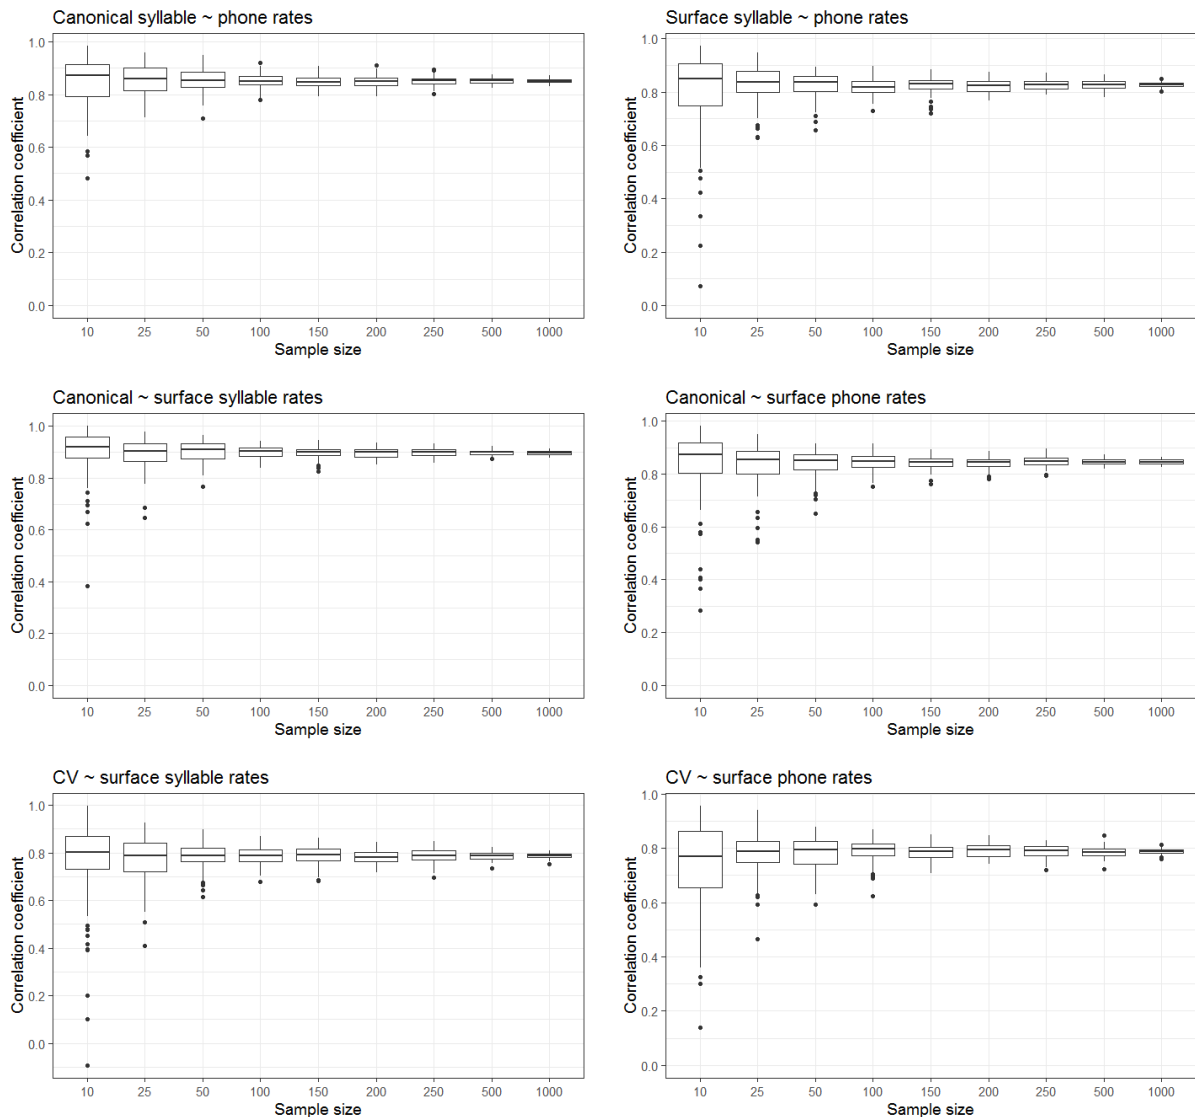 Canonical syllable ~ phone rates
Correlation coefficient
1.0
0.8
0.6
0.4
0.2
0.0
10 25 50 100 150 200 250 500 1000
Sample size
Surface syllable ~ phone rates
Correlation coefficient
1.0
0.8
0.6
0.4
0.2
0.0
10 25 50 100 150 200 250 500 1000
Sample size
Canonical ~ surface syllable rates
Correlation coefficient
1.0
0.8
0.6
0.4
0.2
0.0
10 25 50 100 150 200 250 500 1000
Sample size
Canonical ~ surface phone rates
Correlation coefficient
1.0
0.8
0.6
0.4
0.2
0.0
10 25 50 100 150 200 250 500 1000
Sample size
CV ~ surface syllable rates
Correlation coefficient
1.0
0.8
0.6
0.4
0.2
0.0
10 25 50 100 150 200 250 500 1000
Sample size
CV ~ surface phone rates
Correlation coefficient
1.0
0.8
0.6
0.4
0.2
0.0
10 25 50 100 150 200 250 500 1000
Sample size